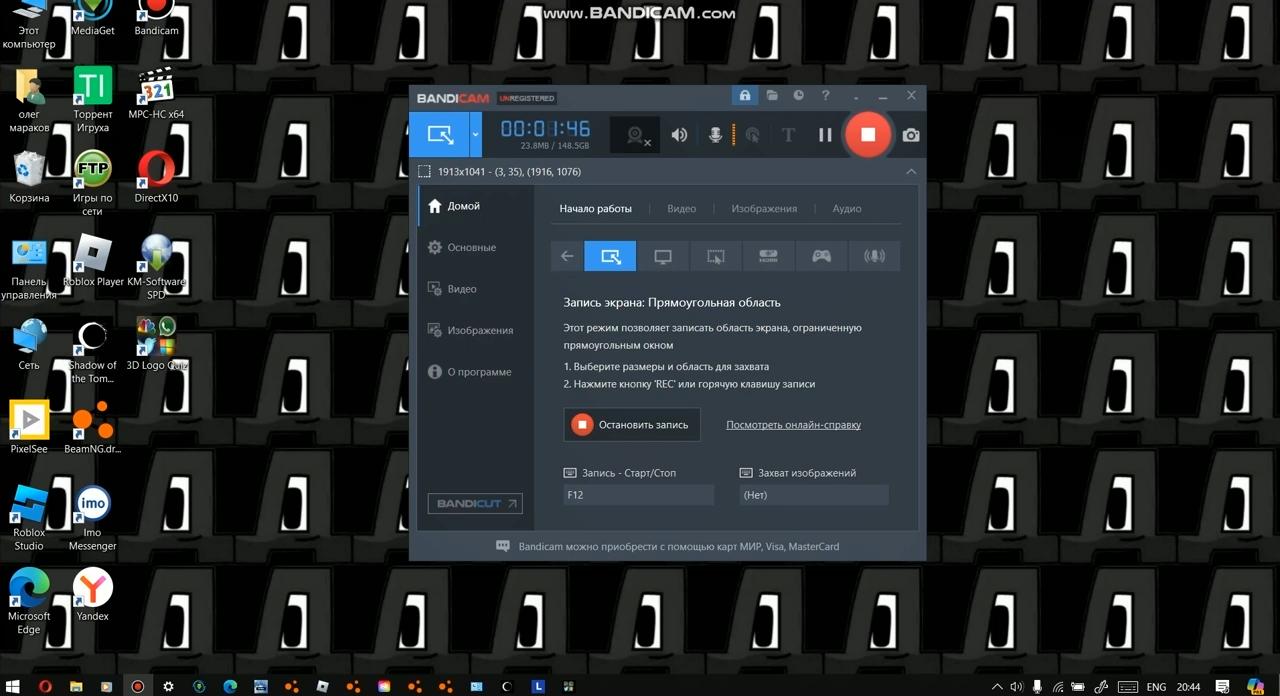 www.BANDICAM.com
Этот
компьютер
MediaGet
Bandicam
олег
мараков
Торрент
Игруха
MPC-HC x64
Корзина
Игры по
сети
DirectX10
Панель
управления
Roblox Player
KM-Software
SPD
Сеть
Shadow of
the Tom...
3D Logo Quiz
PixelSee
BeamNG.dr...
Roblox
Studio
Imo
Messenger
Microsoft
Edge
Yandex
TI
321
FTP
imo
BANDICAM UNREGISTERED
00:01:46
23.8MB / 148.5GB
1913x1041 - (3, 35), (1916, 1076)
Домой
Основные
Видео
Изображения
О программе
BANDICUT
Начало работы
Видео
Изображения
Аудио
HDMI
Запись экрана: Прямоугольная область
Этот режим позволяет записать область экрана, ограниченную
прямоугольным окном
1. Выберите размеры и область для захвата
2. Нажмите кнопку 'REC' или горячую клавишу записи
Остановить запись
Посмотреть онлайн-справку
Запись - Старт/Стоп
Захват изображений
F12
(Нет)
Bandicam можно приобрести с помощью карт МИР, Visa, MasterCard
ENG
20:44